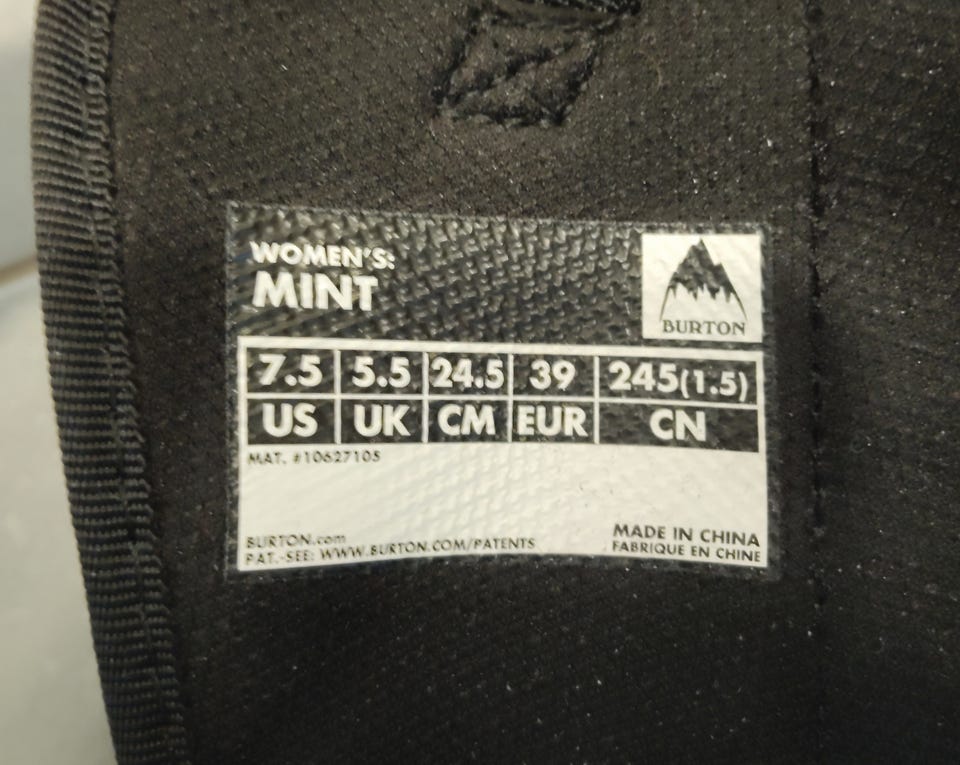 WOMEN'S:
MINT
BURTON
7.5 5.5 24.5 39 245(1.5)
US UK CM EUR CN
MAT. #10627105
BURTON.com
PAT.-SEE: WWW.BURTON.COM/PATENTS
MADE IN CHINA
FABRIQUE EN CHINE